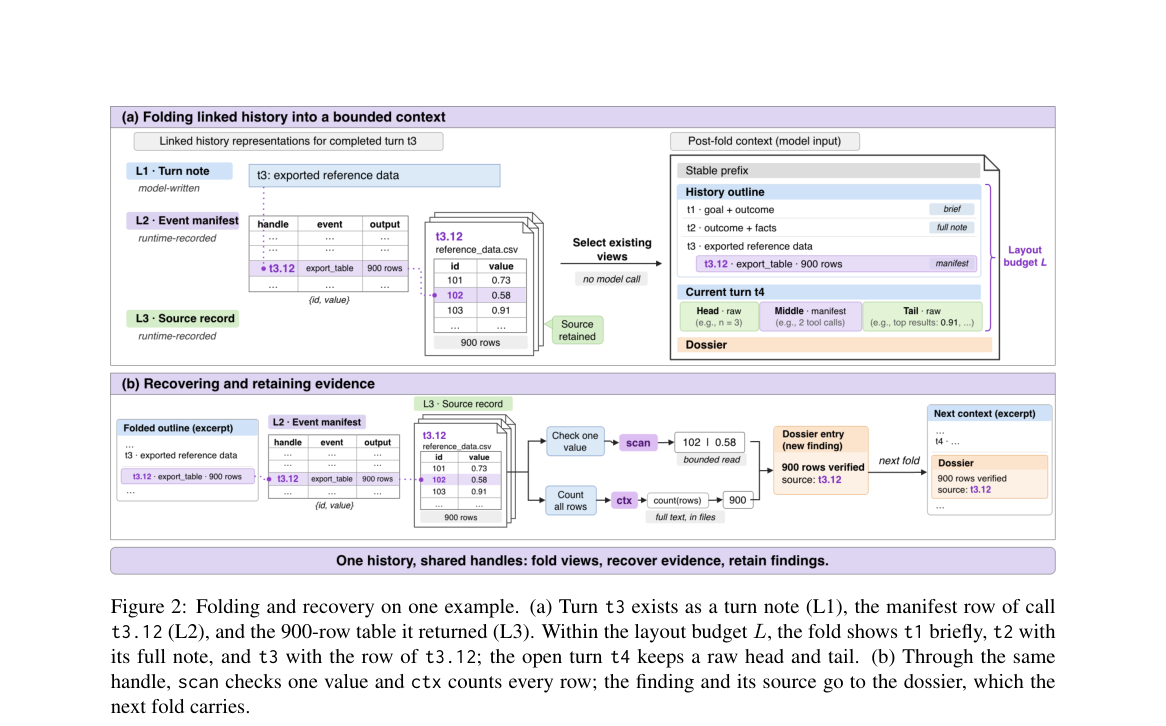 (a) Folding linked history into a bounded context
Linked history representations for completed turn t3
L1 · Turn note
model-written
t3: exported reference data
L2 · Event manifest
runtime-recorded
handle event output
... ... ...
... ... ...
t3.12 export_table 900 rows
... ... ...
{id, value}
L3 · Source record
runtime-recorded
t3.12
reference_data.csv
id value
101 0.73
102 0.58
103 0.91
... ...
900 rows
Source
retained
Select existing
views
no model call
Post-fold context (model input)
Stable prefix
History outline
t1 · goal + outcome brief
t2 · outcome + facts full note
t3 · exported reference data
t3.12 · export_table · 900 rows manifest
Current turn t4
Head · raw
(e.g., n = 3)
Middle · manifest
(e.g., 2 tool calls)
Tail · raw
(e.g., top results: 0.91, ...)
Dossier
Layout
budget L
(b) Recovering and retaining evidence
Folded outline (excerpt)
...
t3 · exported reference data
t3.12 · export_table · 900 rows
...
L2 · Event manifest
handle event output
... ... ...
... ... ...
t3.12 export_table 900 rows
... ... ...
{id, value}
L3 · Source record
t3.12
reference_data.csv
id value
101 0.73
102 0.58
103 0.91
... ...
900 rows
Check one
value
scan
102 | 0.58
bounded read
Count
all rows
ctx
count(rows)
900
full text, in files
Dossier entry
(new finding)
900 rows verified
source: t3.12
next fold
Next context (excerpt)
...
t4 · ...
Dossier
900 rows verified
source: t3.12
...
One history, shared handles: fold views, recover evidence, retain findings.
Figure 2: Folding and recovery on one example. (a) Turn t3 exists as a turn note (L1), the manifest row of call
t3.12 (L2), and the 900-row table it returned (L3). Within the layout budget L, the fold shows t1 briefly, t2 with
its full note, and t3 with the row of t3.12; the open turn t4 keeps a raw head and tail. (b) Through the same
handle, scan checks one value and ctx counts every row; the finding and its source go to the dossier, which the
next fold carries.